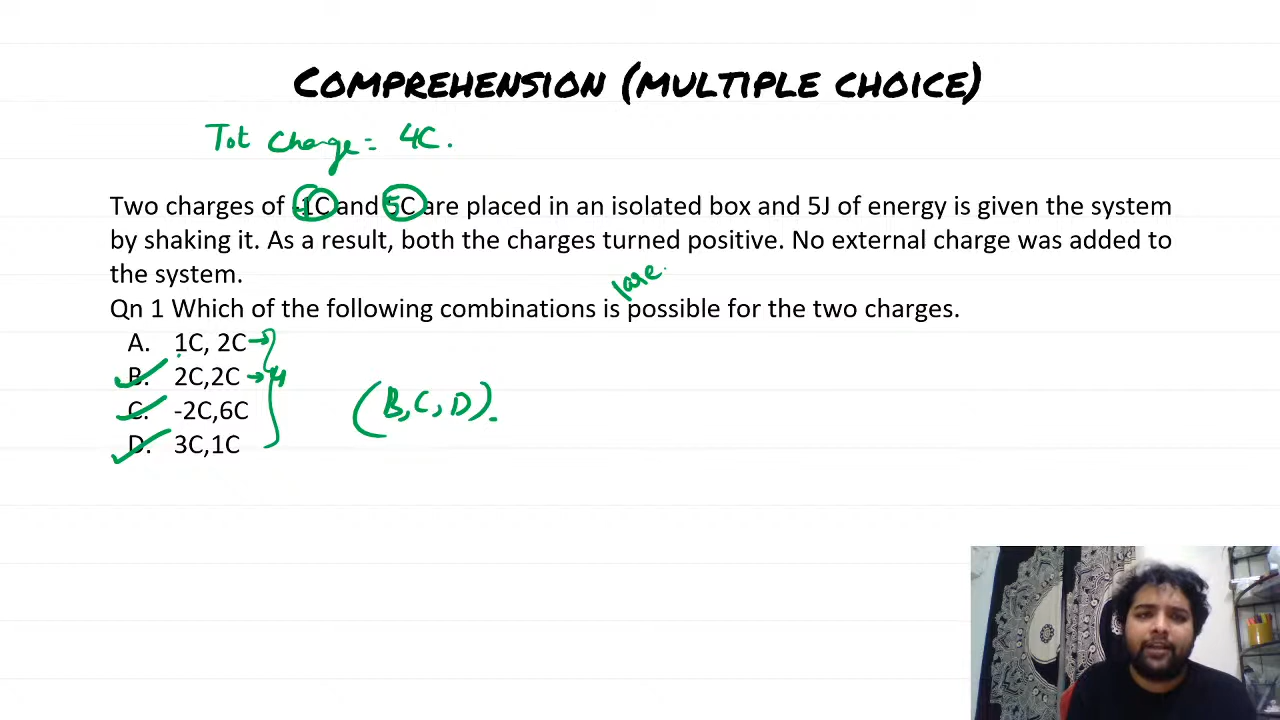 COMPREHENSION (MULTIPLE CHOICE)
Tot Charge = 4C.
Two charges of -1C and 5C are placed in an isolated box and 5J of energy is given the system
by shaking it. As a result, both the charges turned positive. No external charge was added to
the system.
Qn 1 Which of the following combinations is possible for the two charges.
A. 1C, 2C
B. 2C,2C → 4
C. -2C,6C
D. 3C,1C
(B, C, D).